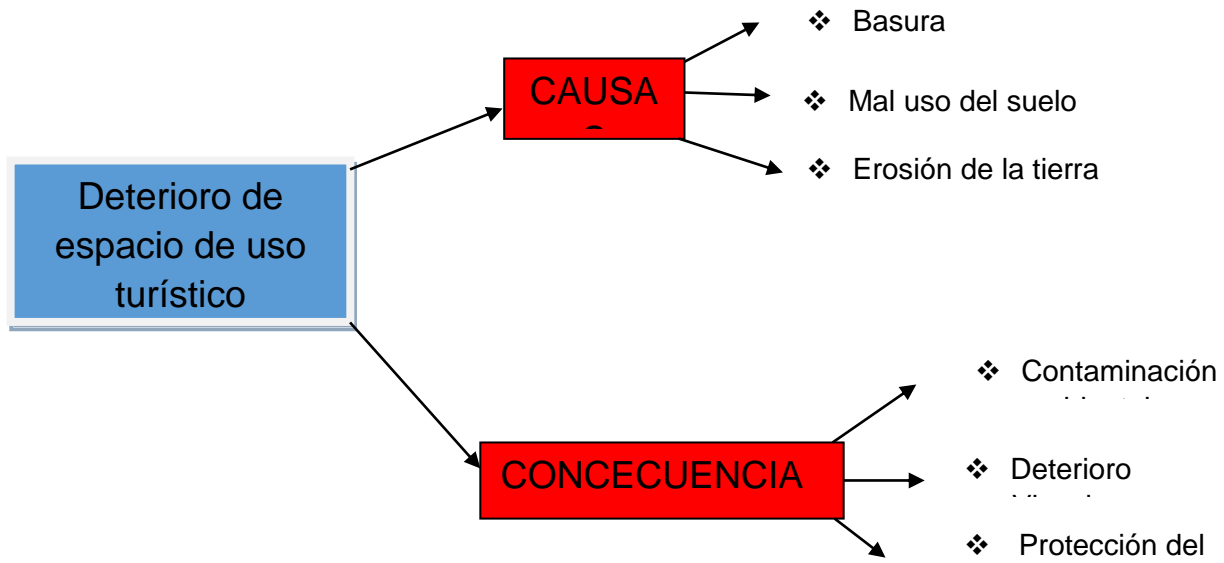 ❖ Basura
CAUSA
❖ Mal uso del suelo
❖ Erosión de la tierra
Deterioro de
espacio de uso
turístico
❖ Contaminación
CONCECUENCIA
❖ Deterioro
❖ Protección del